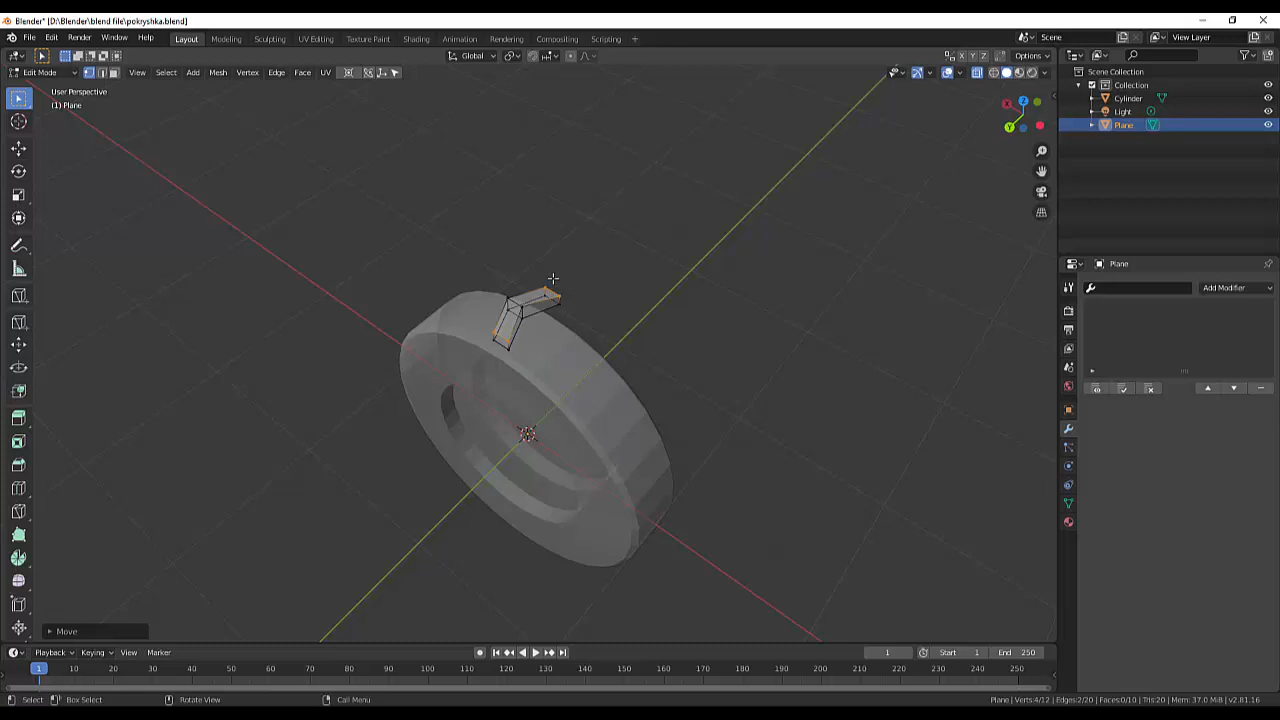 Blender* [D:\Blender\blend file\pokryshka.blend]
File Edit Render Window Help Layout Modeling Sculpting UV Editing Texture Paint Shading Animation Rendering Compositing Scripting + Scene View Layer
Global Options
Edit Mode View Select Add Mesh Vertex Edge Face UV
User Perspective
(1) Plane
Scene Collection
Collection
Cylinder
Light
Plane
X Y Z
Z
Y
Plane
Add Modifier
Move
Playback Keying View Marker 1 Start 1 End 250
1 10 20 30 40 50 60 70 80 90 100 110 120 130 140 150 160 170 180 190 200 210 220 230 240 250
Select Box Select Rotate View Call Menu Plane | Verts:4/12 | Edges:2/20 | Faces:0/10 | Tris:20 | Mem: 37.0 MiB | v2.81.16